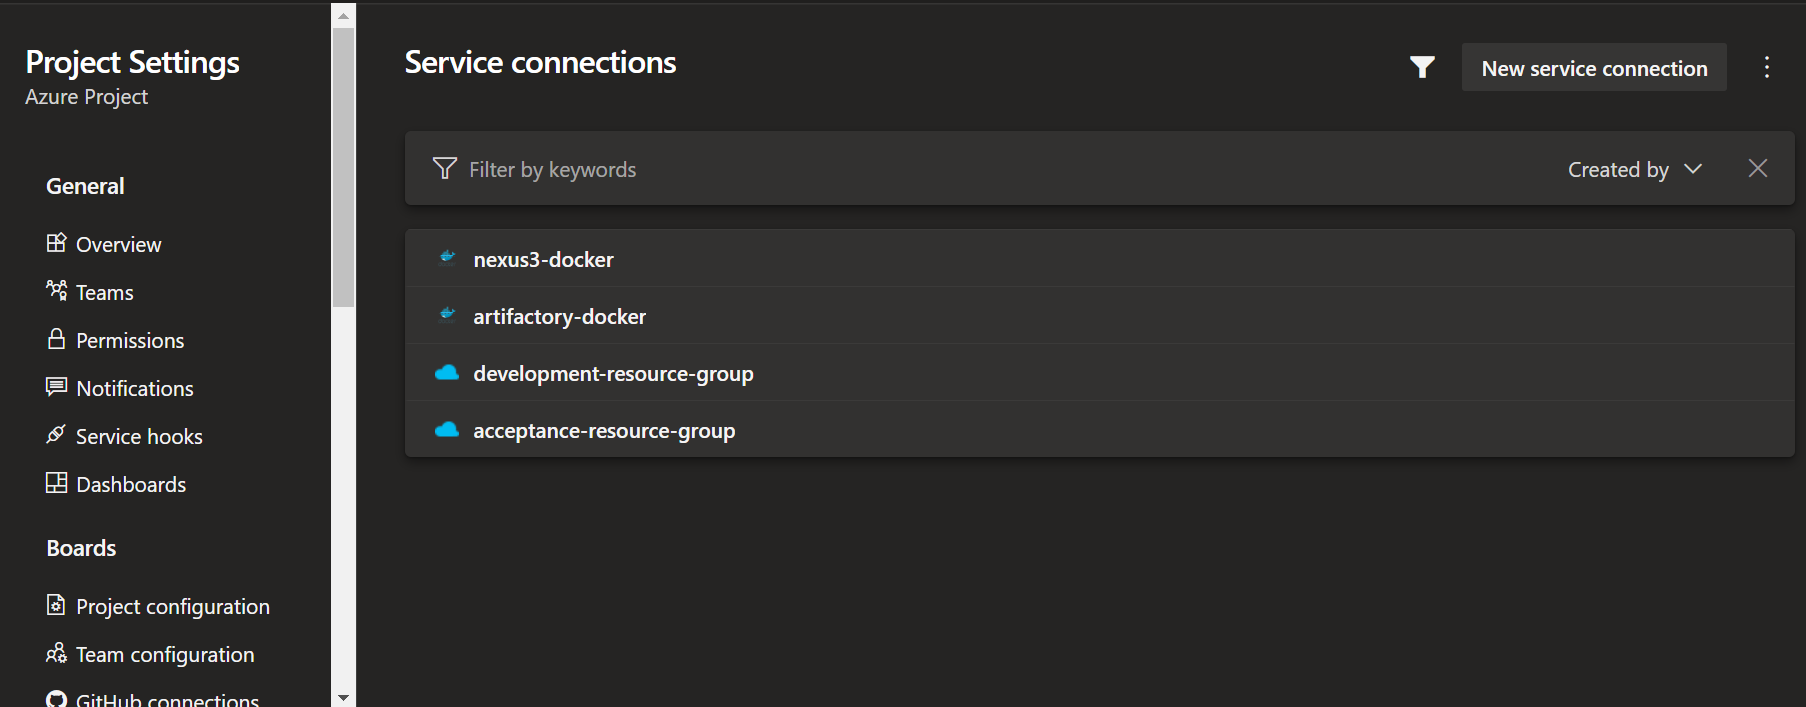 Project Settings
Azure Project
General
Overview
Teams
Permissions
Notifications
Service hooks
Dashboards
Boards
Project configuration
Team configuration
GitHub connections
Service connections
New service connection
Filter by keywords
Created by
nexus3-docker
artifactory-docker
development-resource-group
acceptance-resource-group